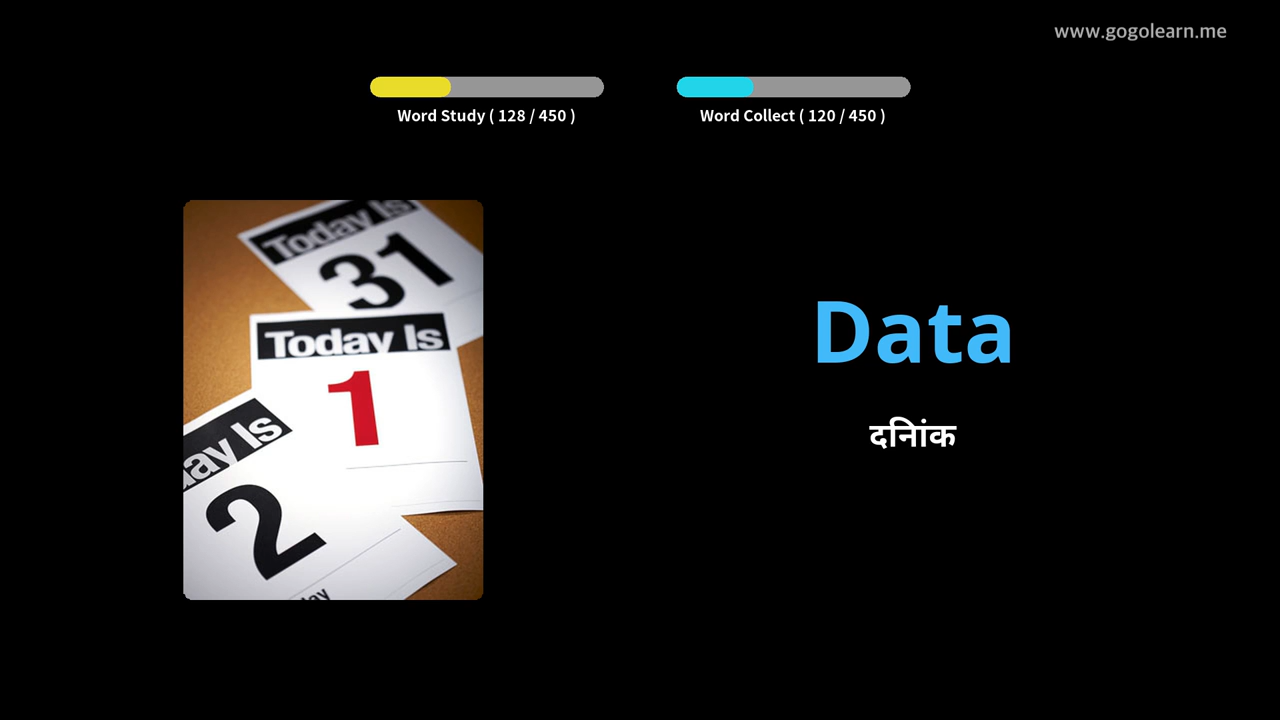 www.gogolearn.me
Word Study ( 128 / 450 )
Word Collect ( 120 / 450 )
Today Is
31
Today Is
1
ay Is
2
ay
Data
दिनांक